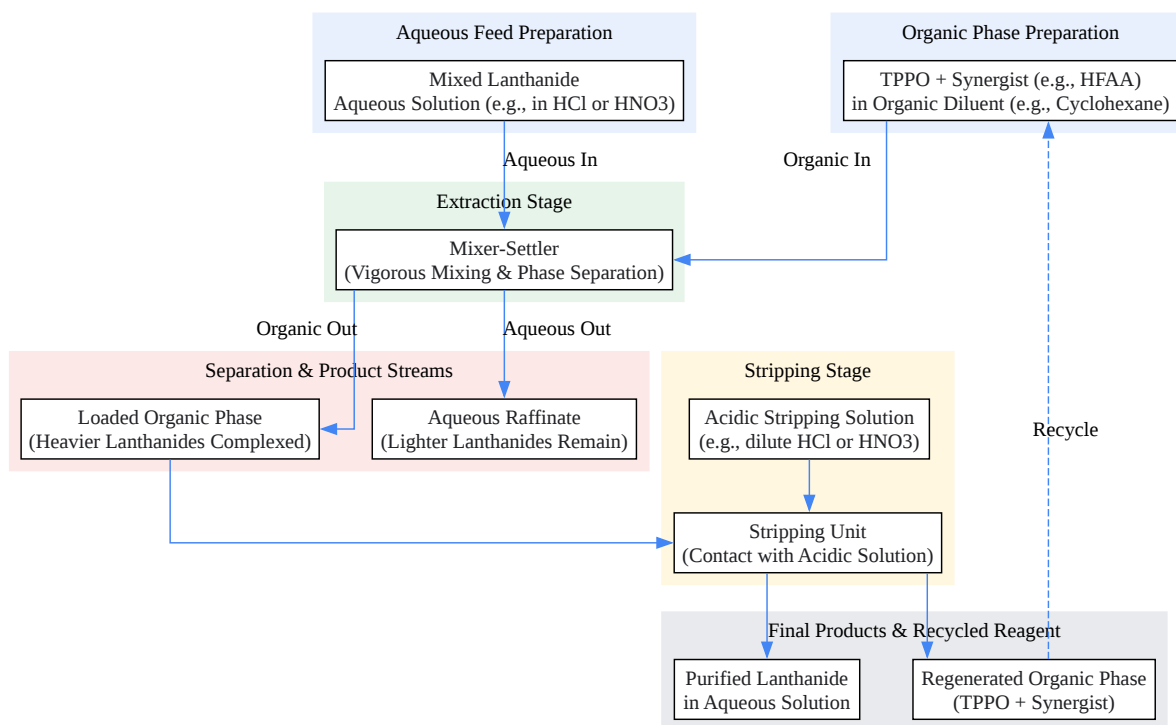 Aqueous Feed Preparation
Organic Phase Preparation
Mixed Lanthanide
Aqueous Solution (e.g., in HCl or HNO3)
TPPO + Synergist (e.g., HFAA)
in Organic Diluent (e.g., Cyclohexane)
Aqueous In
Organic In
Extraction Stage
Mixer-Settler
(Vigorous Mixing & Phase Separation)
Organic Out
Aqueous Out
Separation & Product Streams
Stripping Stage
Loaded Organic Phase
(Heavier Lanthanides Complexed)
Aqueous Raffinate
(Lighter Lanthanides Remain)
Acidic Stripping Solution
(e.g., dilute HCl or HNO3)
Recycle
Stripping Unit
(Contact with Acidic Solution)
Final Products & Recycled Reagent
Purified Lanthanide
in Aqueous Solution
Regenerated Organic Phase
(TPPO + Synergist)